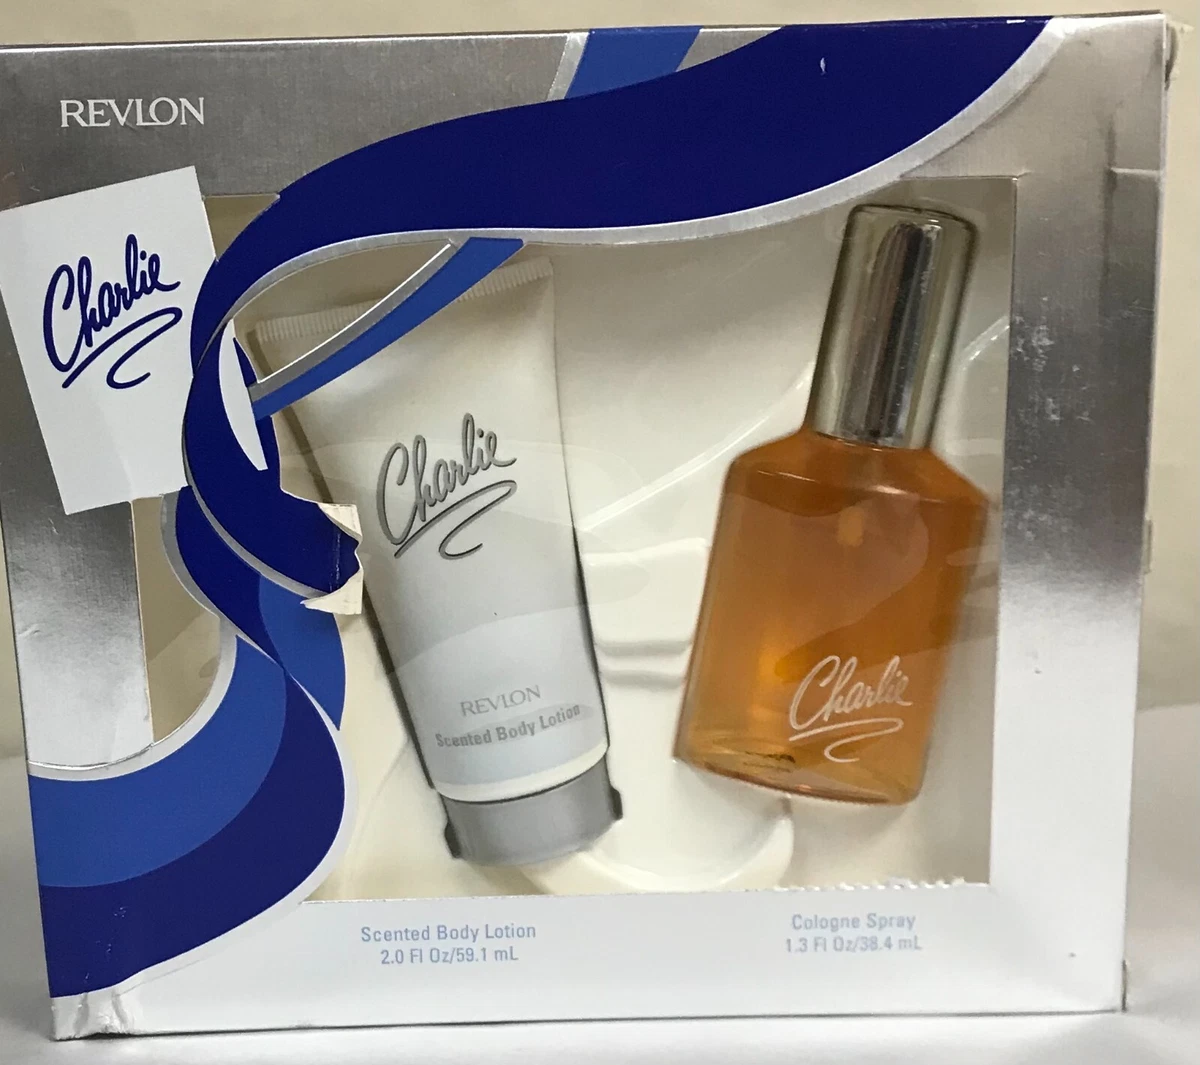 REVLON
Charlie
Charlie
REVLON
Scented Body Lotion
Charlie
Scented Body Lotion
2.0 Fl Oz/59.1 mL
Cologne Spray
1.3 Fl Oz/38.4 mL